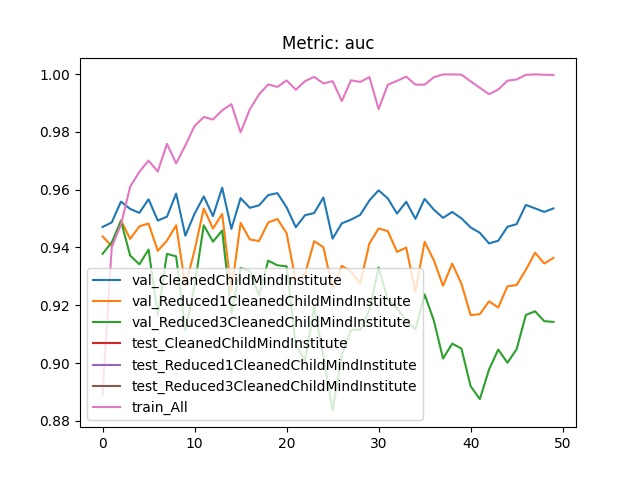 Metric: auc
1.00
0.98
0.96
0.94
0.92
0.90
0.88
val_CleanedChildMindInstitute
val_Reduced1CleanedChildMindInstitute
val_Reduced3CleanedChildMindInstitute
test_CleanedChildMindInstitute
test_Reduced1CleanedChildMindInstitute
test_Reduced3CleanedChildMindInstitute
train_All
0 10 20 30 40 50